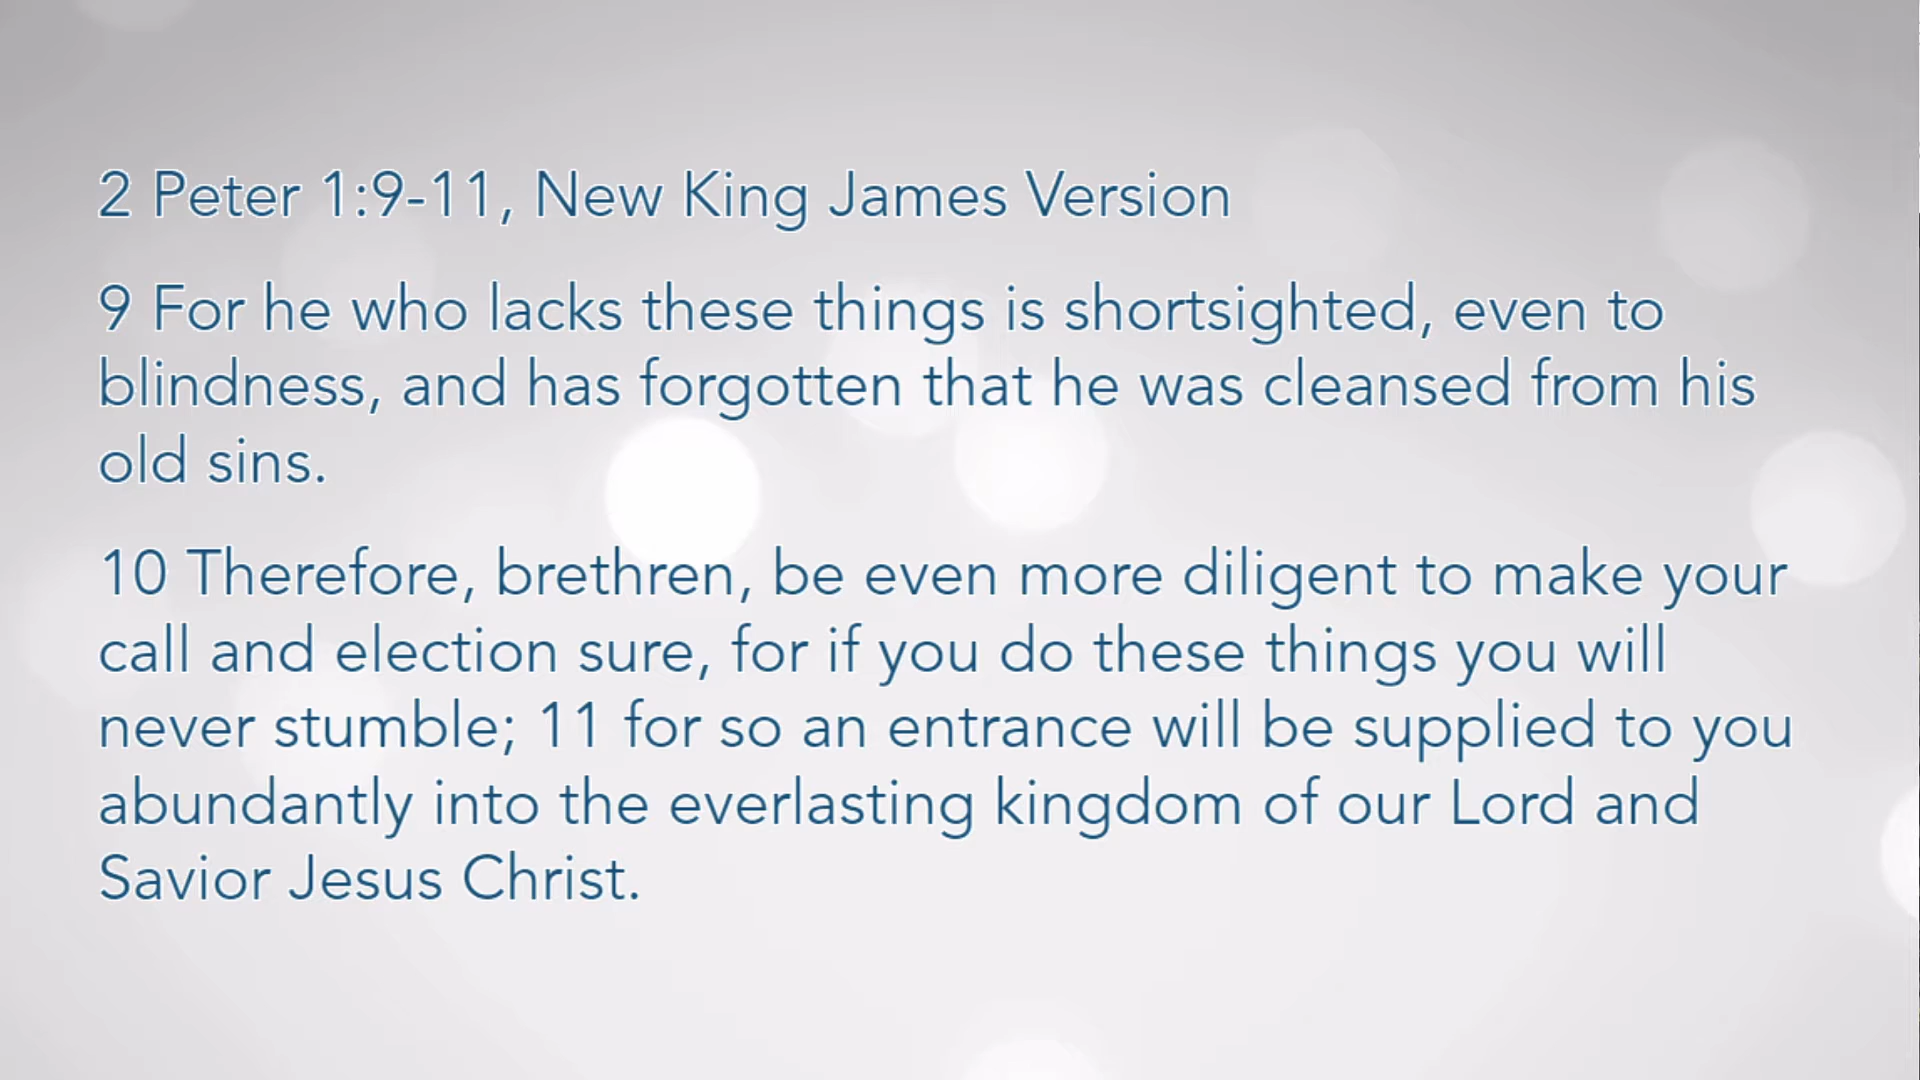 2 Peter 1:9-11, New King James Version
9 For he who lacks these things is shortsighted, even to
blindness, and has forgotten that he was cleansed from his
old sins.
10 Therefore, brethren, be even more diligent to make your
call and election sure, for if you do these things you will
never stumble; 11 for so an entrance will be supplied to you
abundantly into the everlasting kingdom of our Lord and
Savior Jesus Christ.